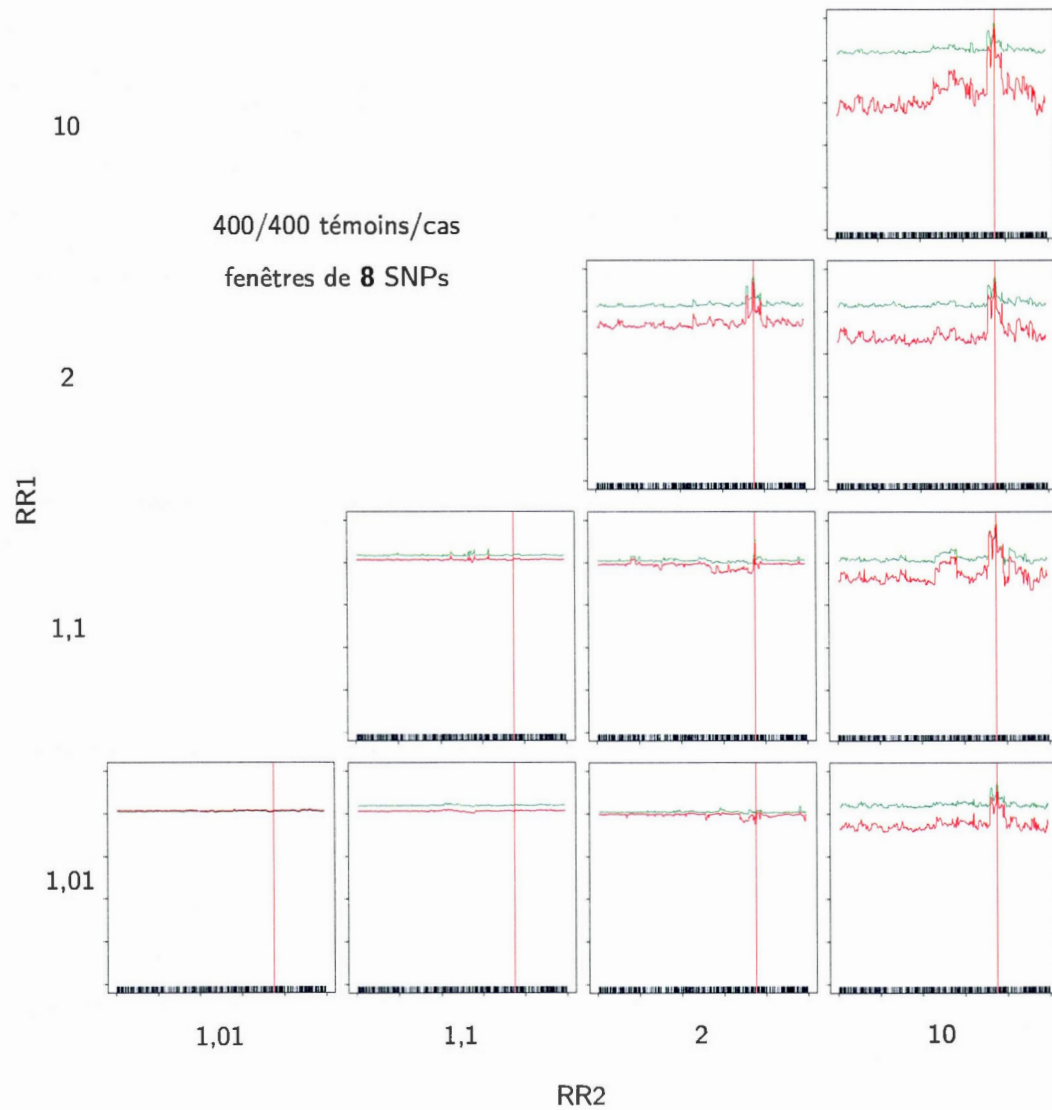 10
400/400 témoins/cas
fenêtres de 8 SNPs
2
RR1
1,1
1,01
1,01 1,1 2 10
RR2